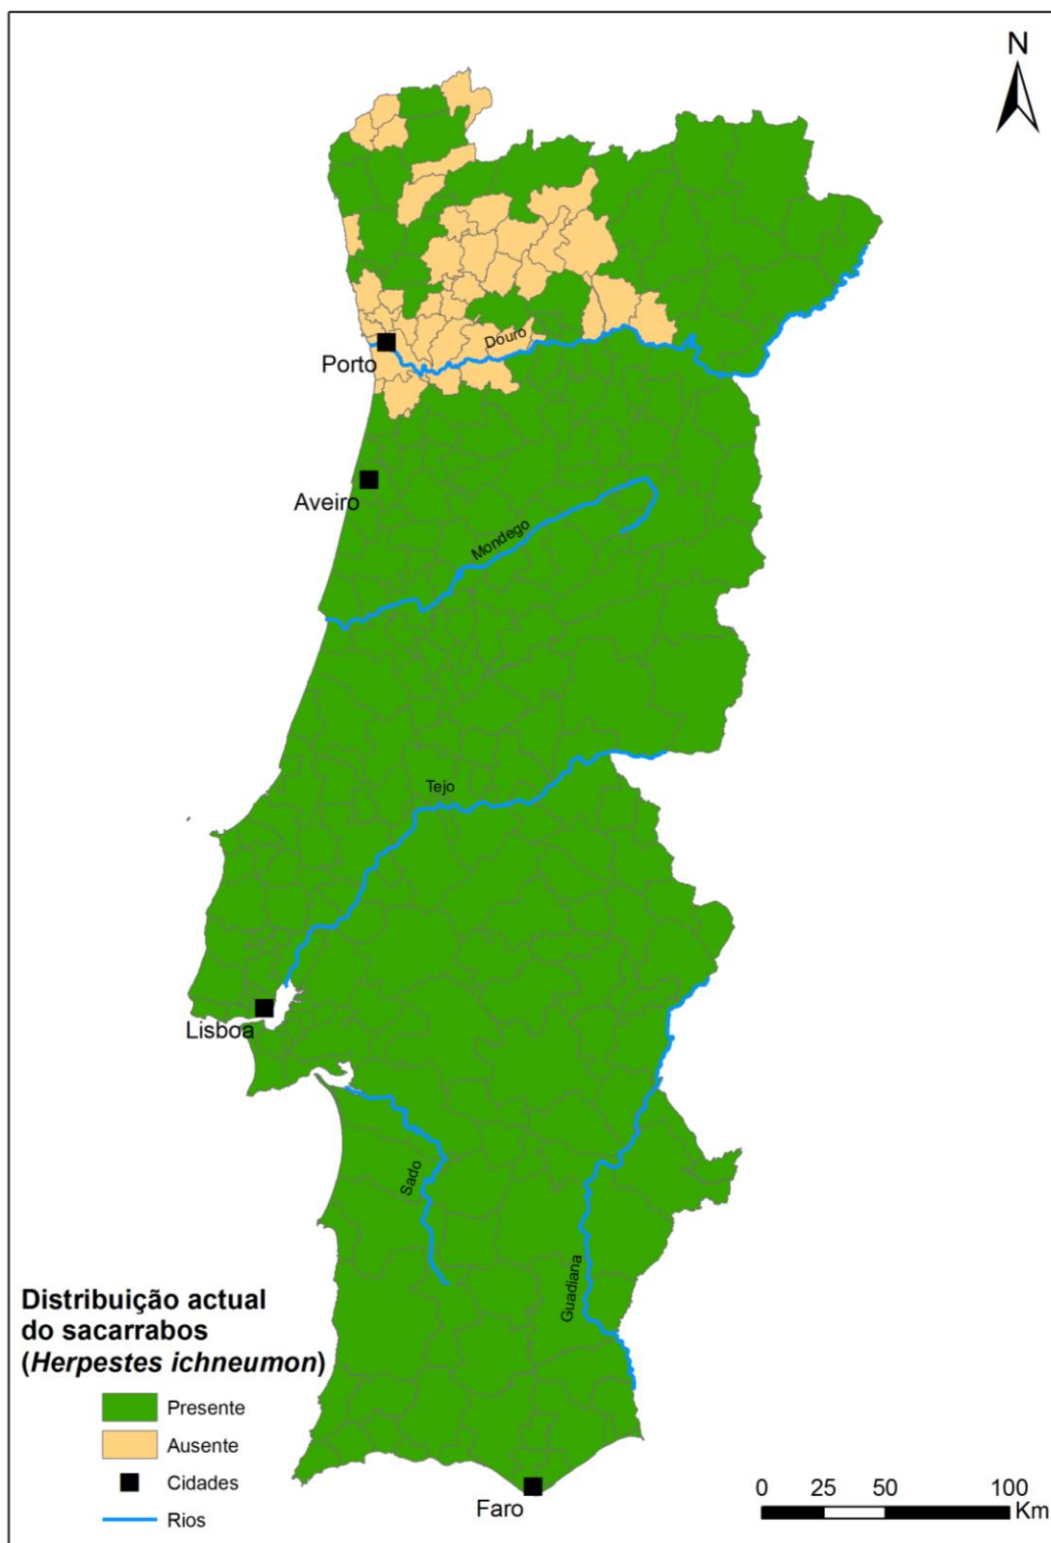 N
Douro
Porto
Aveiro
Mondego
Tejo
Lisboa
Sado
Guadiana
Distribuição actual
do sacarrabos
(Herpestes ichneumon)
Presente
Ausente
Cidades
Rios
Faro
0 25 50 100
Km